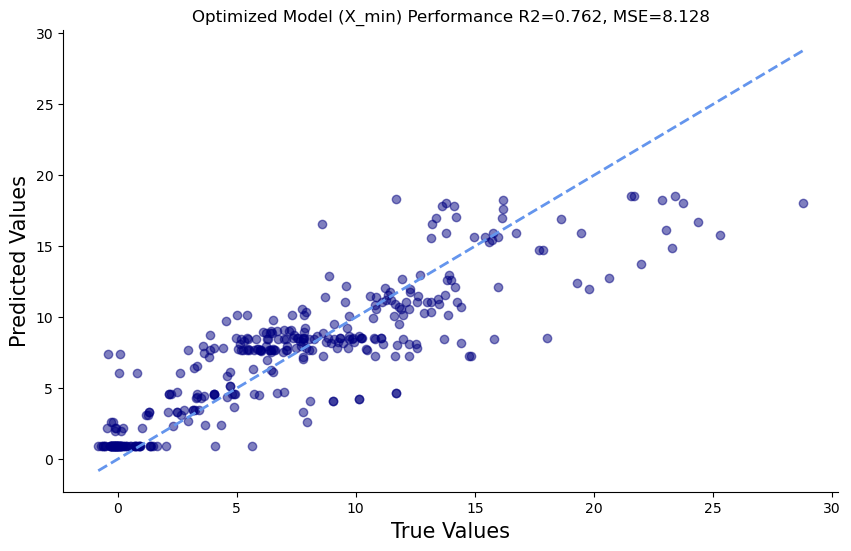 Optimized Model (X_min) Performance R2=0.762, MSE=8.128
30
25
20
15
10
5
0
Predicted Values
0 5 10 15 20 25 30
True Values